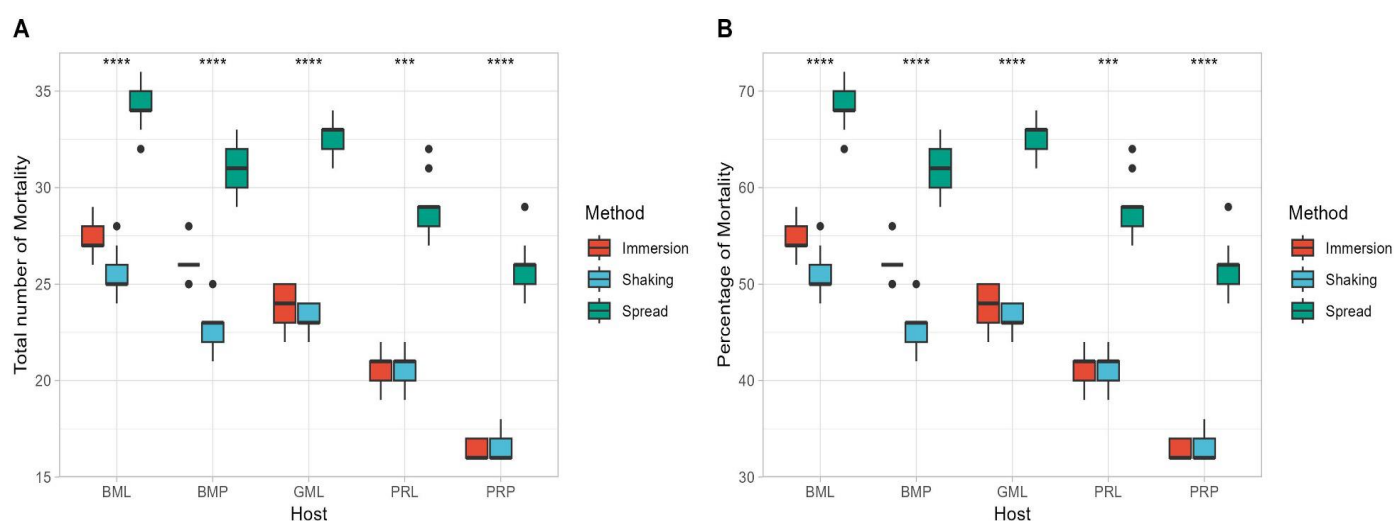 A
**** **** **** *** ****
Total number of Mortality
35
30
25
20
15
BML BMP GML PRL PRP
Host
Method
Immersion
Shaking
Spread
B
**** **** **** *** ****
Percentage of Mortality
70
60
50
40
30
BML BMP GML PRL PRP
Host
Method
Immersion
Shaking
Spread